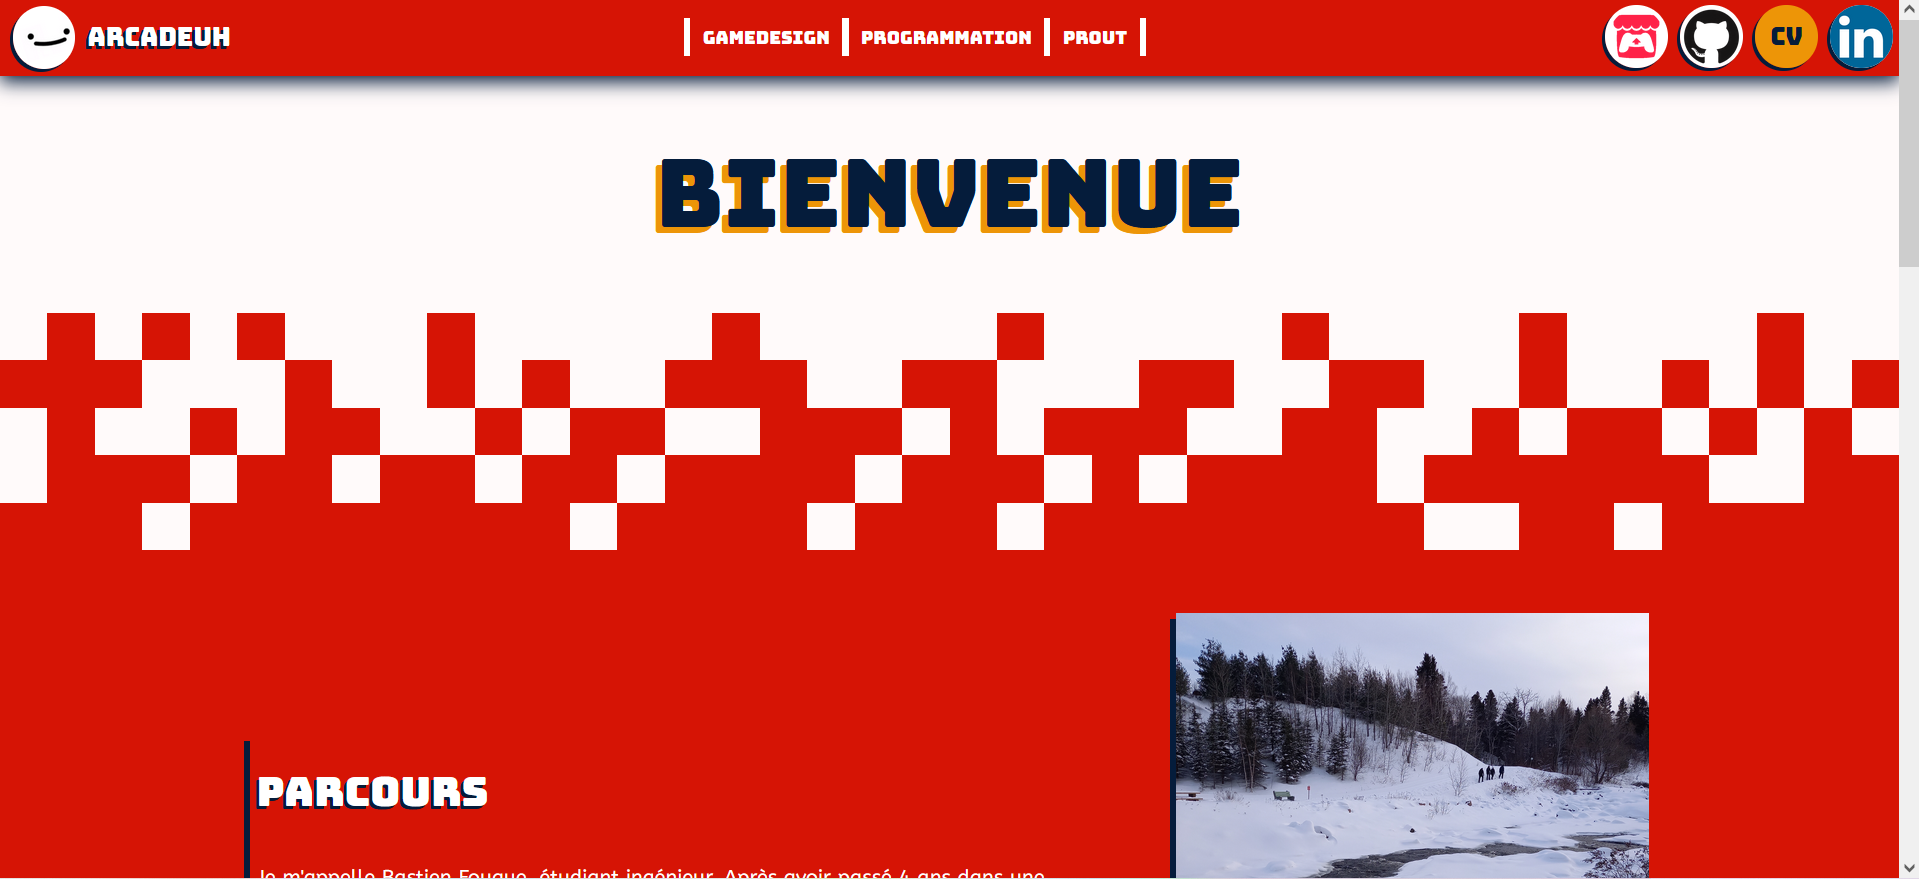 ARCADEUH
GAMEDESIGN
PROGRAMMATION
PROUT
CV
in
BIENVENUE
PARCOURS
Je m'appelle Bastien Fouque, étudiant ingénieur. Après avoir passé 4 ans dans une